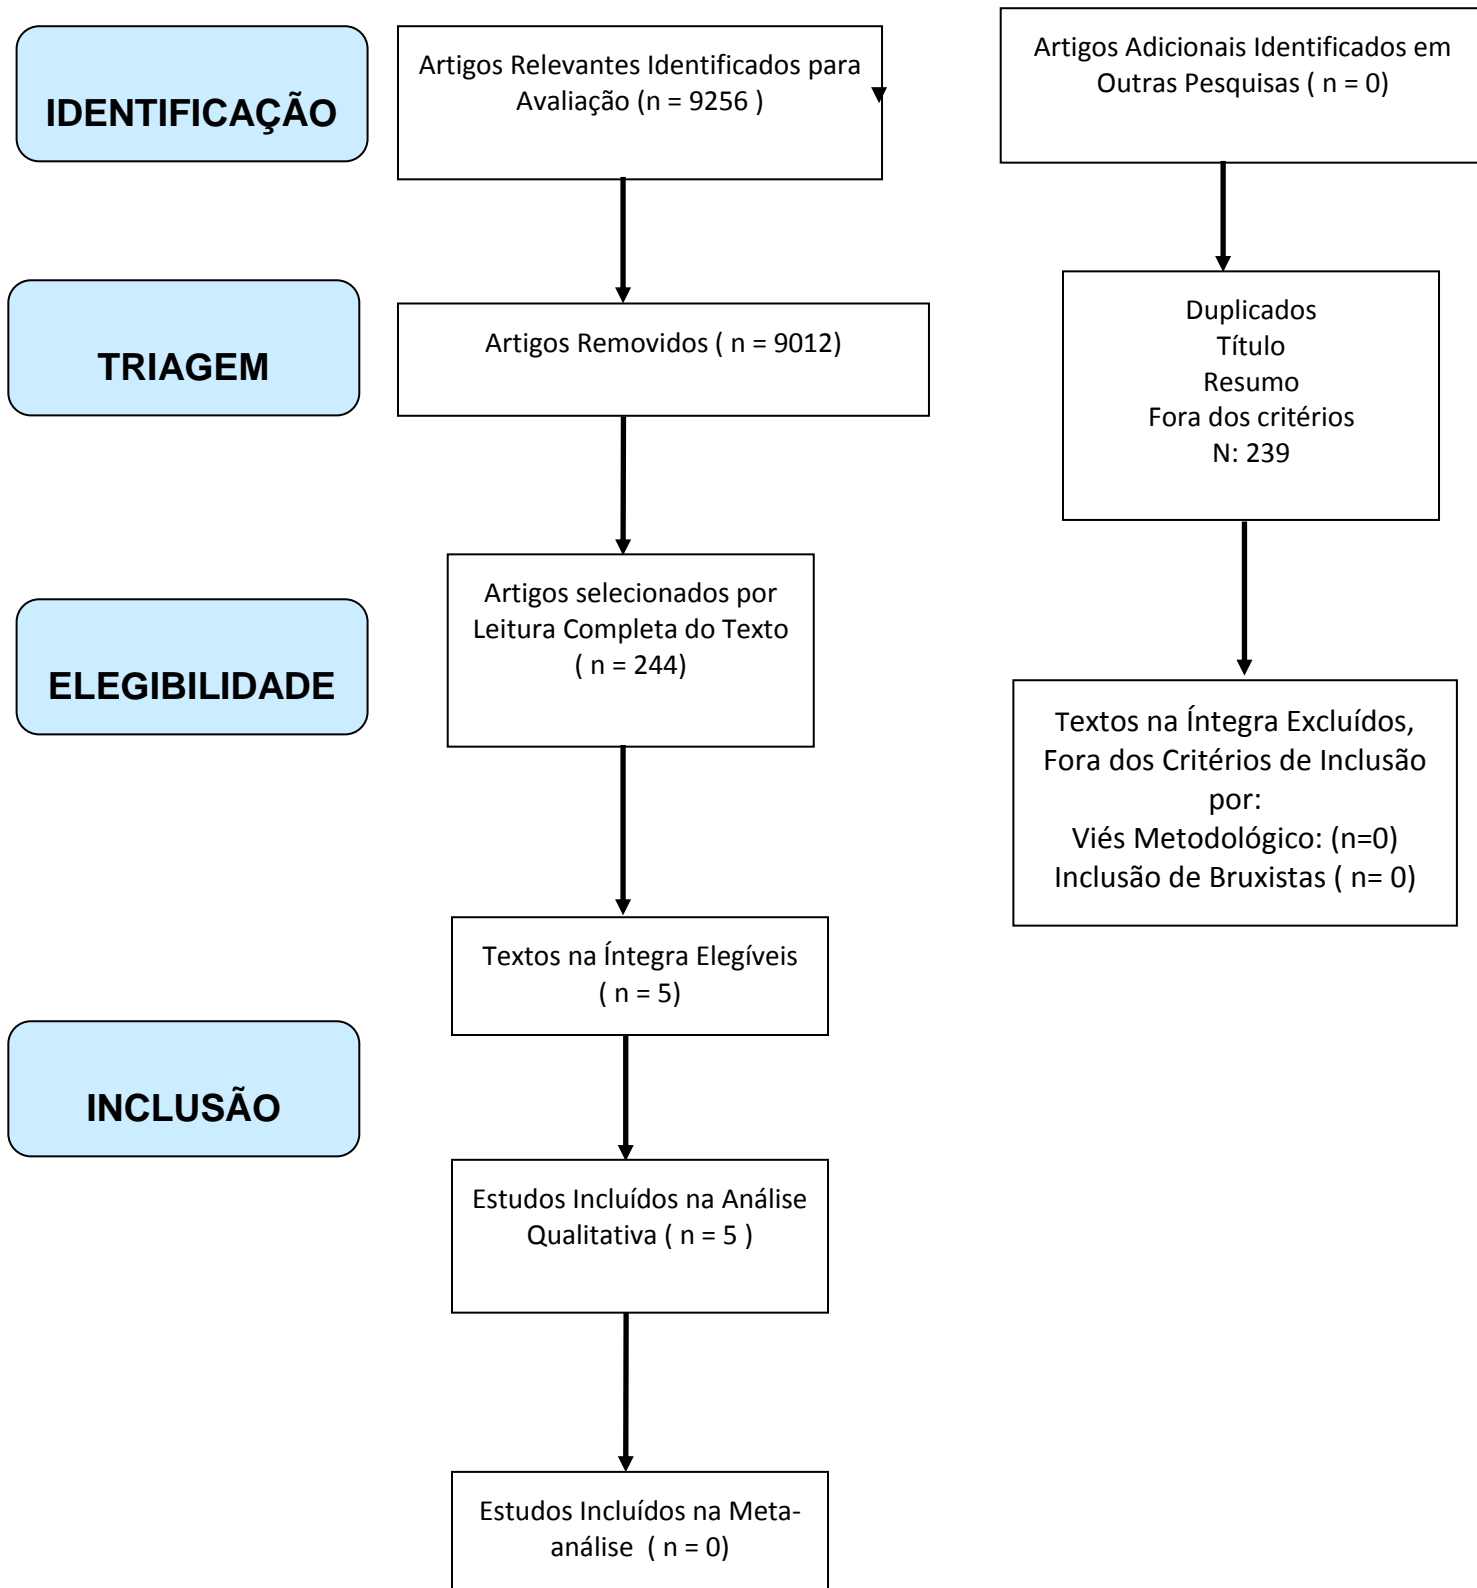 IDENTIFICAÇÃO
Artigos Relevantes Identificados para
Avaliação (n = 9256 )
Artigos Adicionais Identificados em
Outras Pesquisas ( n = 0)
TRIAGEM
Artigos Removidos ( n = 9012)
Duplicados
Título
Resumo
Fora dos critérios
N: 239
ELEGIBILIDADE
Artigos selecionados por
Leitura Completa do Texto
( n = 244)
Textos na Íntegra Excluídos,
Fora dos Critérios de Inclusão
por:
Viés Metodológico: (n=0)
Inclusão de Bruxistas ( n= 0)
Textos na Íntegra Elegíveis
( n = 5)
INCLUSÃO
Estudos Incluídos na Análise
Qualitativa ( n = 5 )
Estudos Incluídos na Meta-
análise  ( n = 0)